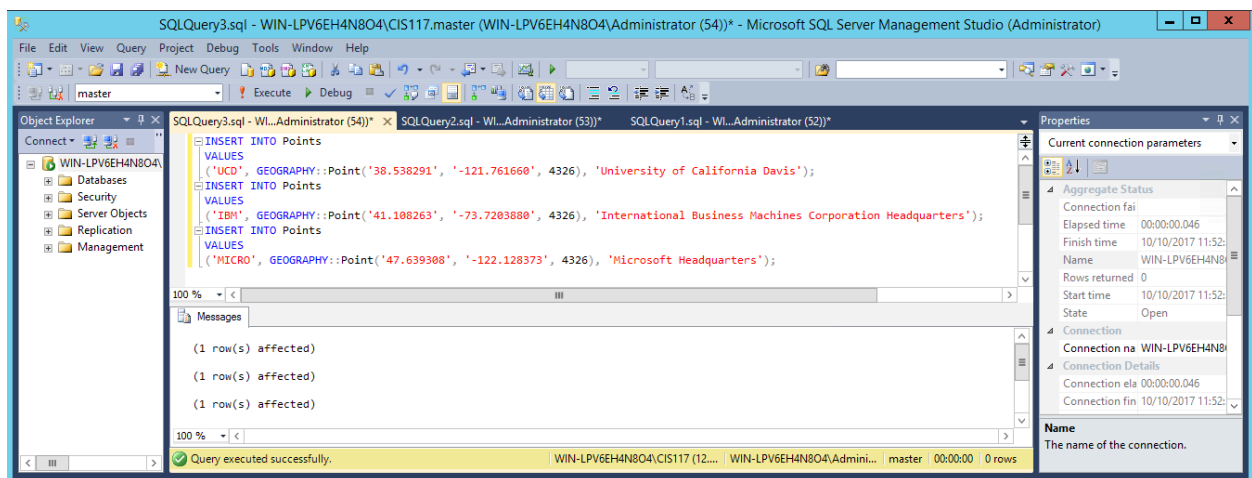 SQLQuery3.sql - WIN-LPV6EH4N8O4\CIS117.master (WIN-LPV6EH4N8O4\Administrator (54))* - Microsoft SQL Server Management Studio (Administrator)
File Edit View Query Project Debug Tools Window Help
New Query
master Execute Debug
Object Explorer
Connect
WIN-LPV6EH4N8O4\
Databases
Security
Server Objects
Replication
Management
SQLQuery3.sql - WI...Administrator (54))* SQLQuery2.sql - WI...Administrator (53))* SQLQuery1.sql - WI...Administrator (52))*
INSERT INTO Points
VALUES
('UCD', GEOGRAPHY::Point('38.538291', '-121.761660', 4326), 'University of California Davis');
INSERT INTO Points
VALUES
('IBM', GEOGRAPHY::Point('41.108263', '-73.7203880', 4326), 'International Business Machines Corporation Headquarters');
INSERT INTO Points
VALUES
('MICRO', GEOGRAPHY::Point('47.639308', '-122.128373', 4326), 'Microsoft Headquarters');
100 %
Messages
(1 row(s) affected)
(1 row(s) affected)
(1 row(s) affected)
100 %
Query executed successfully. WIN-LPV6EH4N8O4\CIS117 (12.... WIN-LPV6EH4N8O4\Admini... master 00:00:00 0 rows
Properties
Current connection parameters
Aggregate Status
Connection fai
Elapsed time 00:00:00.046
Finish time 10/10/2017 11:52:
Name WIN-LPV6EH4N8
Rows returned 0
Start time 10/10/2017 11:52:
State Open
Connection
Connection na WIN-LPV6EH4N8
Connection Details
Connection ela 00:00:00.046
Connection fin 10/10/2017 11:52:
Name
The name of the connection.